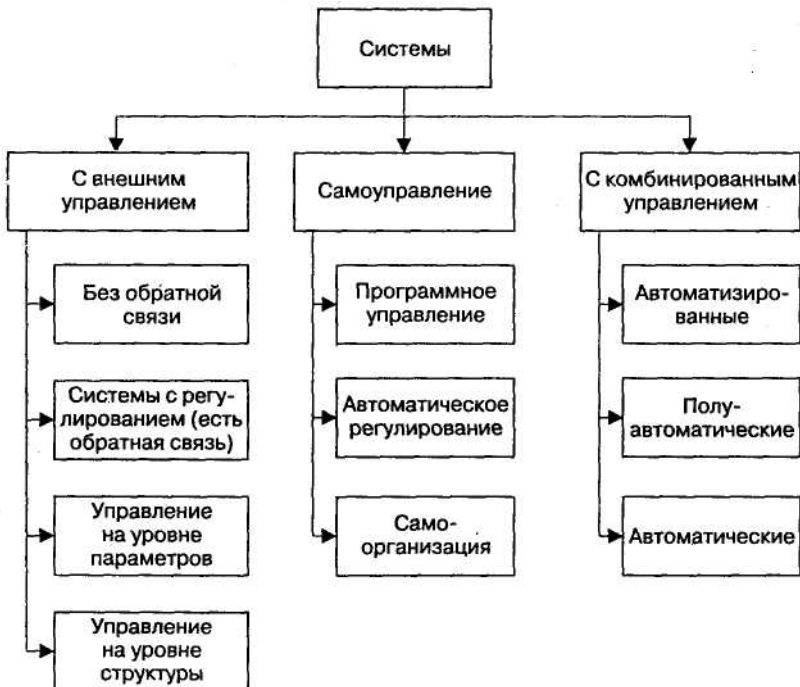 Системы
С внешним
управлением
Самоуправление
С комбинированным
управлением
Без обратной
связи
Системы с регу-
лированием (есть
обратная связь)
Управление
на уровне
параметров
Управление
на уровне
структуры
Программное
управление
Автоматическое
регулирование
Само-
организация
Автоматизиро-
ванные
Полу-
автоматические
Автоматические